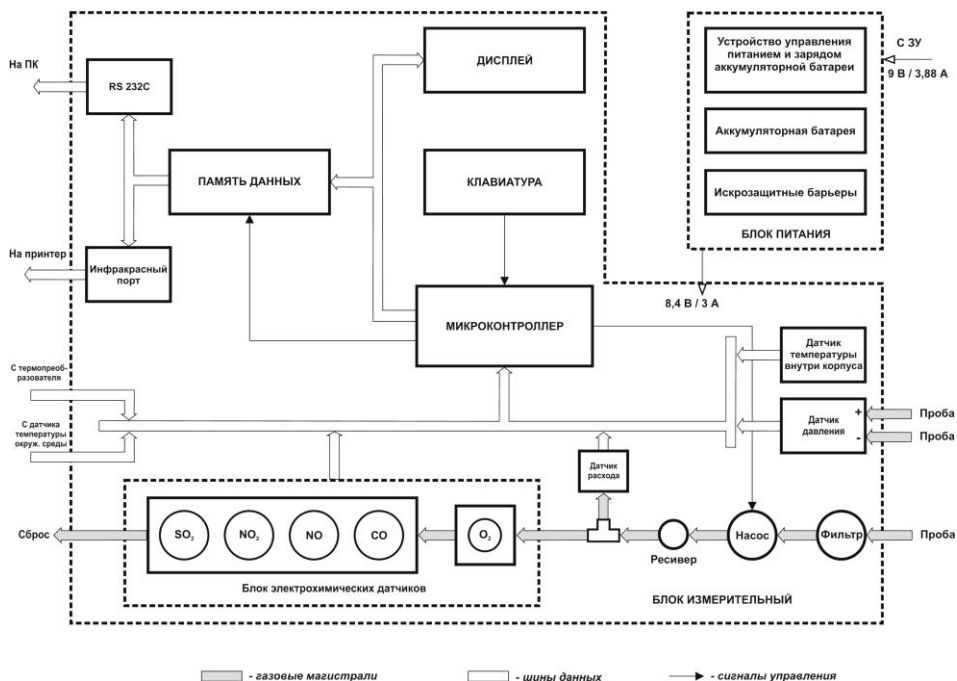 На ПК
RS 232C
ДИСПЛЕЙ
Устройство управления
питанием и зарядом
аккумуляторной батареи
С ЗУ
9 В / 3,88 А
Аккумуляторная батарея
Искрозащитные барьеры
БЛОК ПИТАНИЯ
ПАМЯТЬ ДАННЫХ
КЛАВИАТУРА
На принтер
Инфракрасный
порт
8,4 В / 3 А
МИКРОКОНТРОЛЛЕР
Датчик
температуры
внутри корпуса
С термопреоб-
разователя
С датчика
температуры
окруж. среды
Датчик
давления
+
-
Проба
Проба
Датчик
расхода
Сброс
SO2
NO2
NO
CO
O2
Ресивер
Насос
Фильтр
Проба
Блок электрохимических датчиков
БЛОК ИЗМЕРИТЕЛЬНЫЙ
- газовые магистрали
- шины данных
- сигналы управления